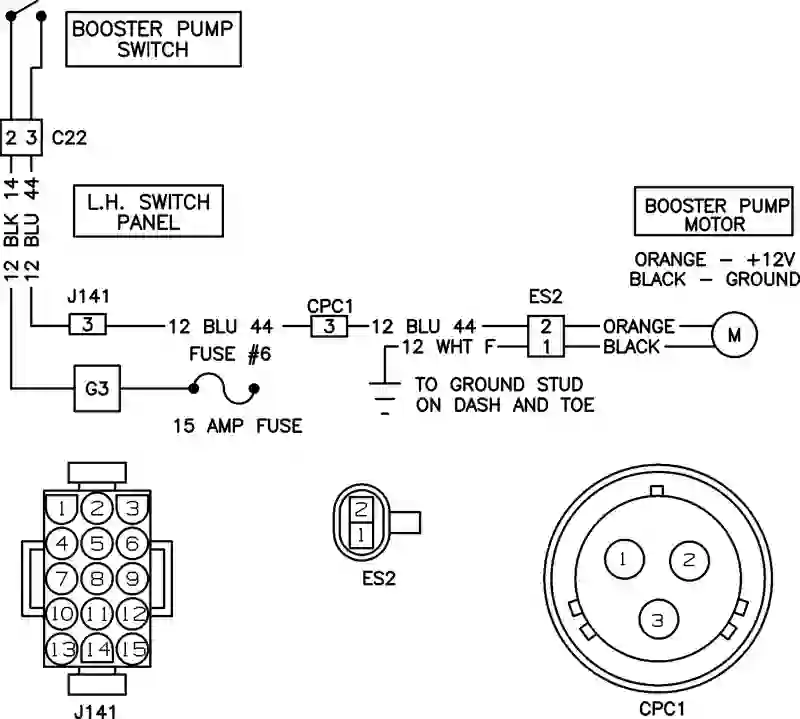 BOOSTER PUMP
SWITCH
2 3 C22
12 BLK 14
12 BLU 44
L.H. SWITCH
PANEL
BOOSTER PUMP
MOTOR
ORANGE - +12V
BLACK - GROUND
J141
3
12 BLU 44
CPC1
3
12 BLU 44
ES2
2
ORANGE
M
FUSE #6
12 WHT F
1
BLACK
G3
15 AMP FUSE
TO GROUND STUD
ON DASH AND TOE
1 2 3
4 5 6
7 8 9
10 11 12
13 14 15
J141
2
1
ES2
1 2
3
CPC1